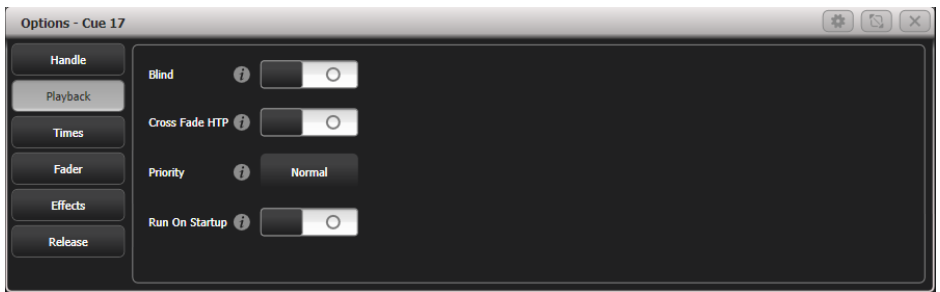 Options - Cue 17
Handle
Playback
Times
Fader
Effects
Release
Blind
Cross Fade HTP
Priority Normal
Run On Startup